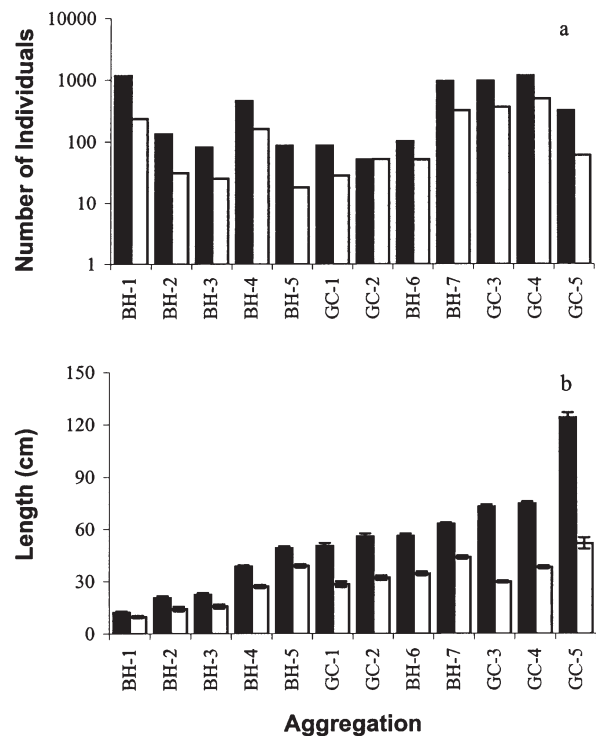 a
Number of Individuals
10000
1000
100
10
1
BH-1
BH-2
BH-3
BH-4
BH-5
GC-1
GC-2
BH-6
BH-7
GC-3
GC-4
GC-5
b
Length (cm)
150
120
90
60
30
0
BH-1
BH-2
BH-3
BH-4
BH-5
GC-1
GC-2
BH-6
BH-7
GC-3
GC-4
GC-5
Aggregation